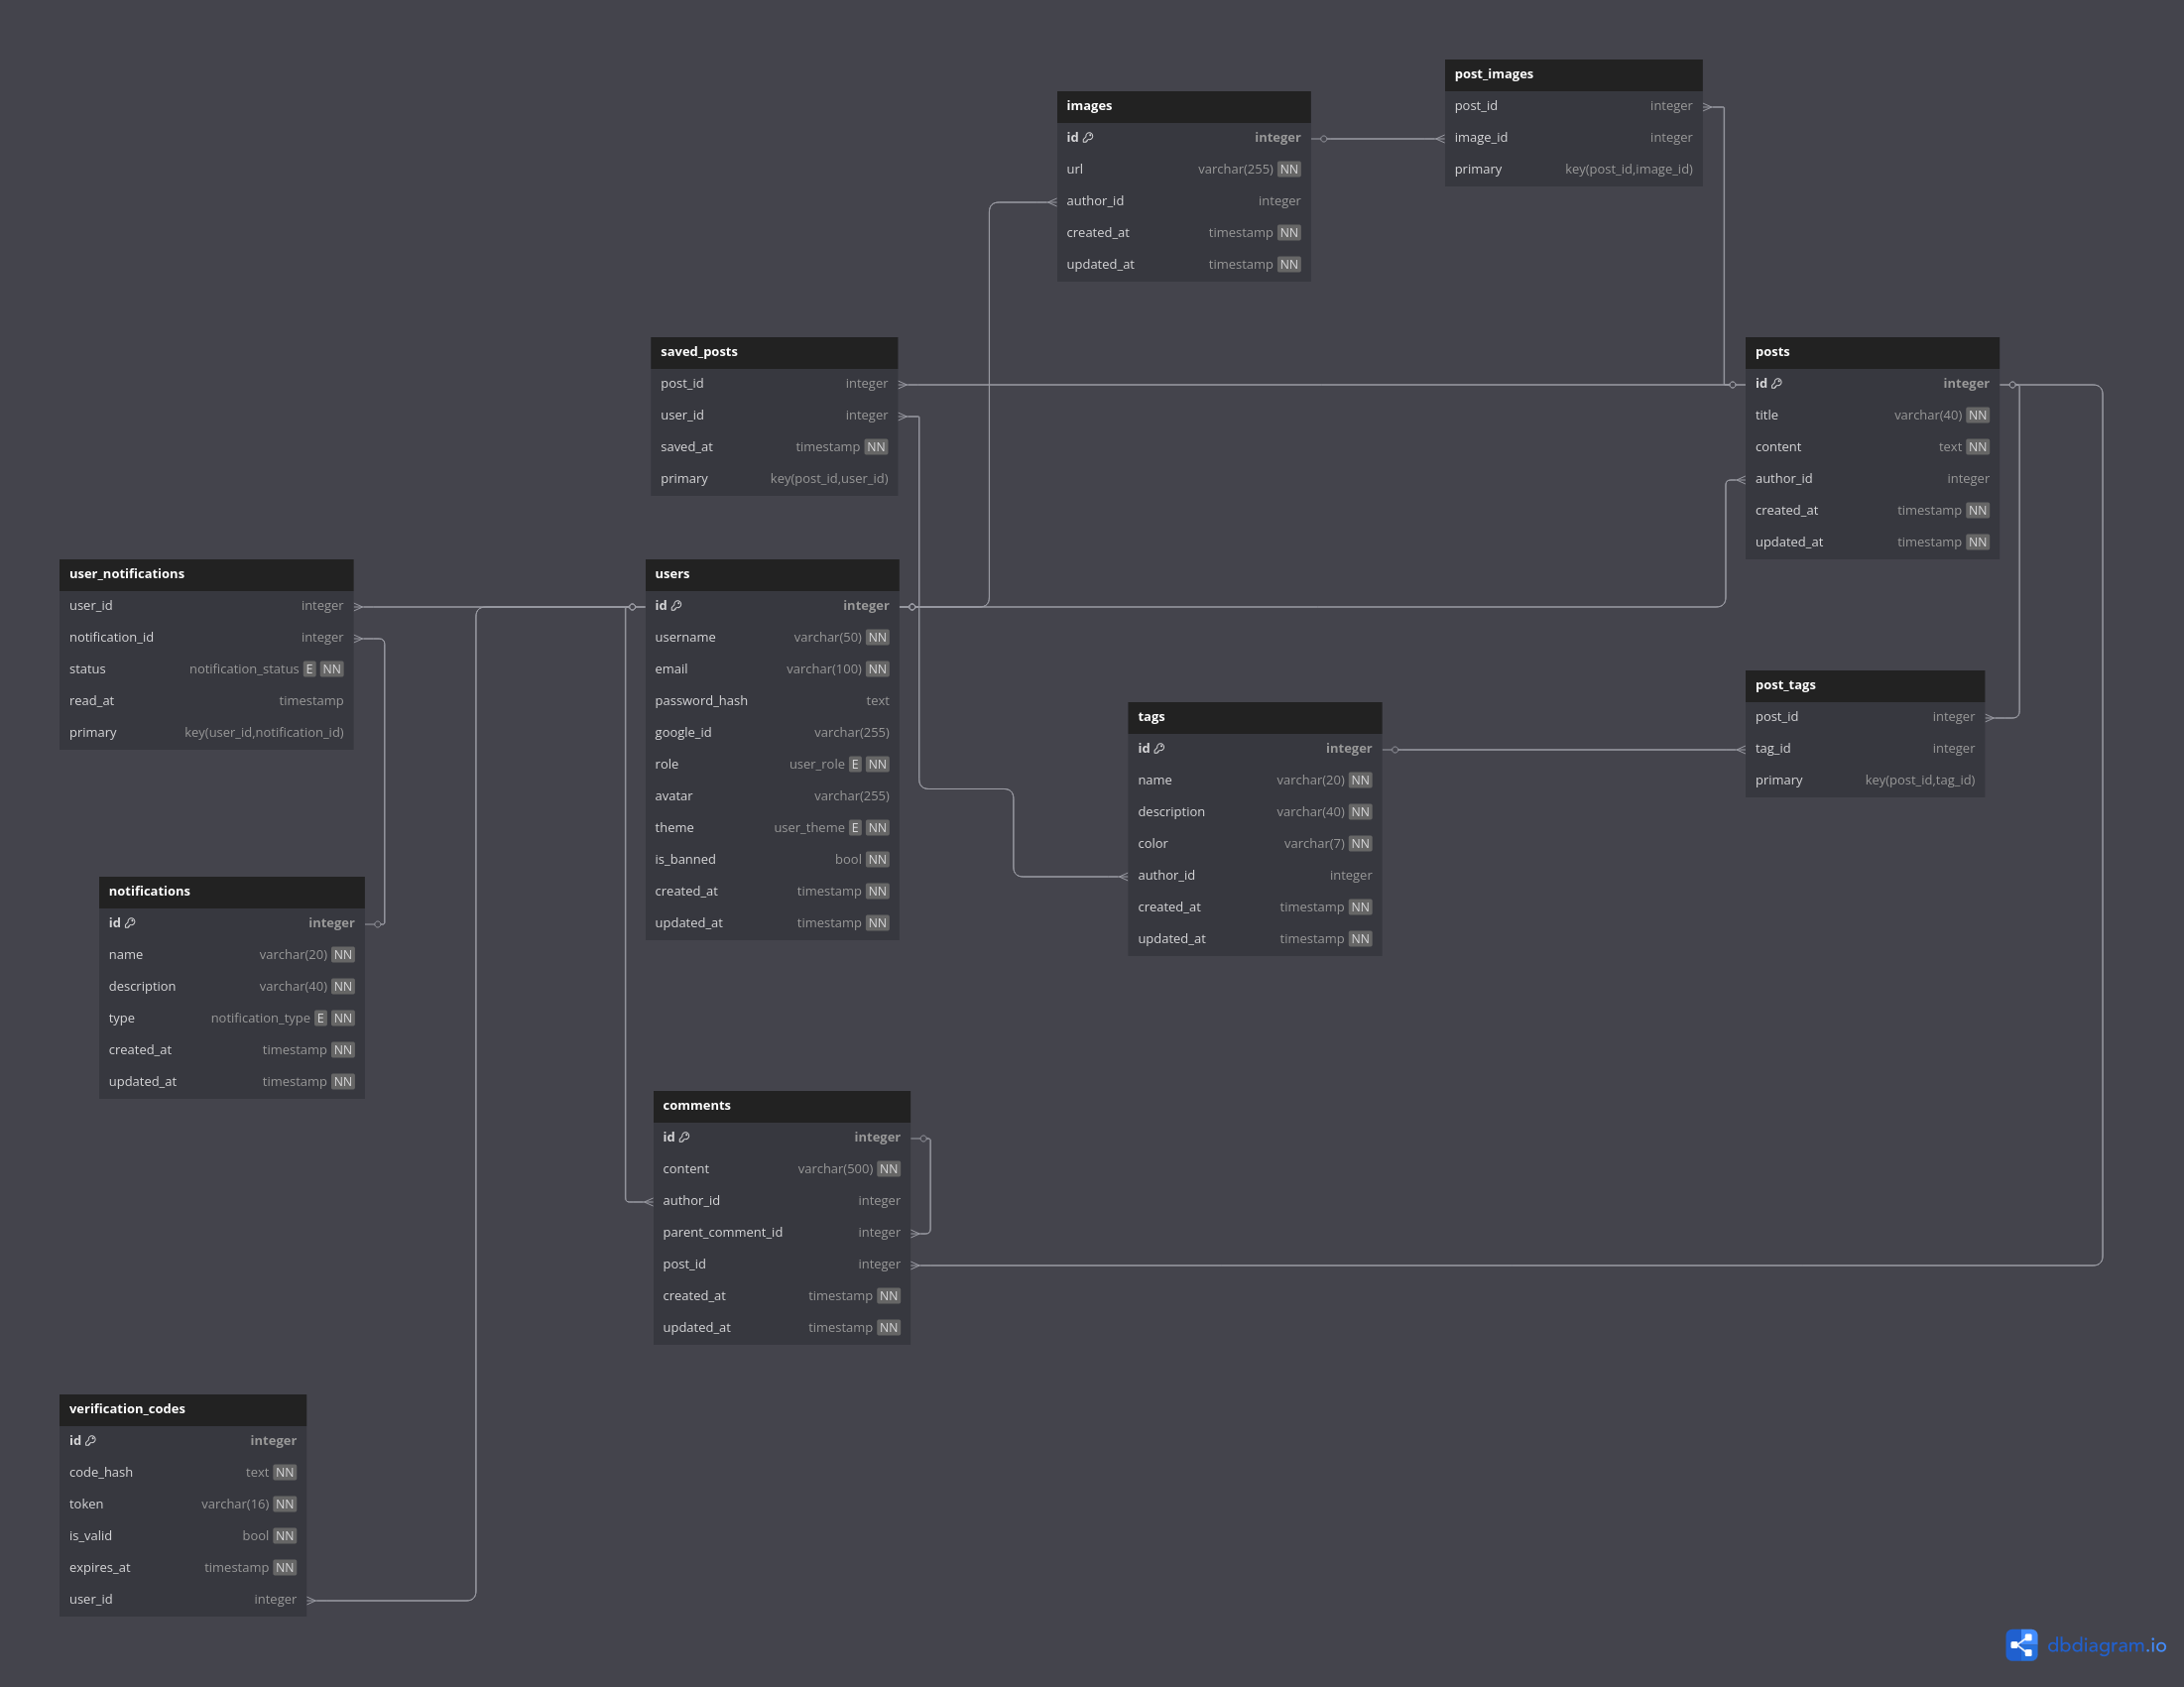 post_images
post_id integer
image_id integer
primary key(post_id,image_id)
images
id integer
url varchar(255) NN
author_id integer
created_at timestamp NN
updated_at timestamp NN
saved_posts
post_id integer
user_id integer
saved_at timestamp NN
primary key(post_id,user_id)
posts
id integer
title varchar(40) NN
content text NN
author_id integer
created_at timestamp NN
updated_at timestamp NN
user_notifications
user_id integer
notification_id integer
status notification_status E NN
read_at timestamp
primary key(user_id,notification_id)
users
id integer
username varchar(50) NN
email varchar(100) NN
password_hash text
google_id varchar(255)
role user_role E NN
avatar varchar(255)
theme user_theme E NN
is_banned bool NN
created_at timestamp NN
updated_at timestamp NN
post_tags
post_id integer
tag_id integer
primary key(post_id,tag_id)
tags
id integer
name varchar(20) NN
description varchar(40) NN
color varchar(7) NN
author_id integer
created_at timestamp NN
updated_at timestamp NN
notifications
id integer
name varchar(20) NN
description varchar(40) NN
type notification_type E NN
created_at timestamp NN
updated_at timestamp NN
comments
id integer
content varchar(500) NN
author_id integer
parent_comment_id integer
post_id integer
created_at timestamp NN
updated_at timestamp NN
verification_codes
id integer
code_hash text NN
token varchar(16) NN
is_valid bool NN
expires_at timestamp NN
user_id integer
dbdiagram.io